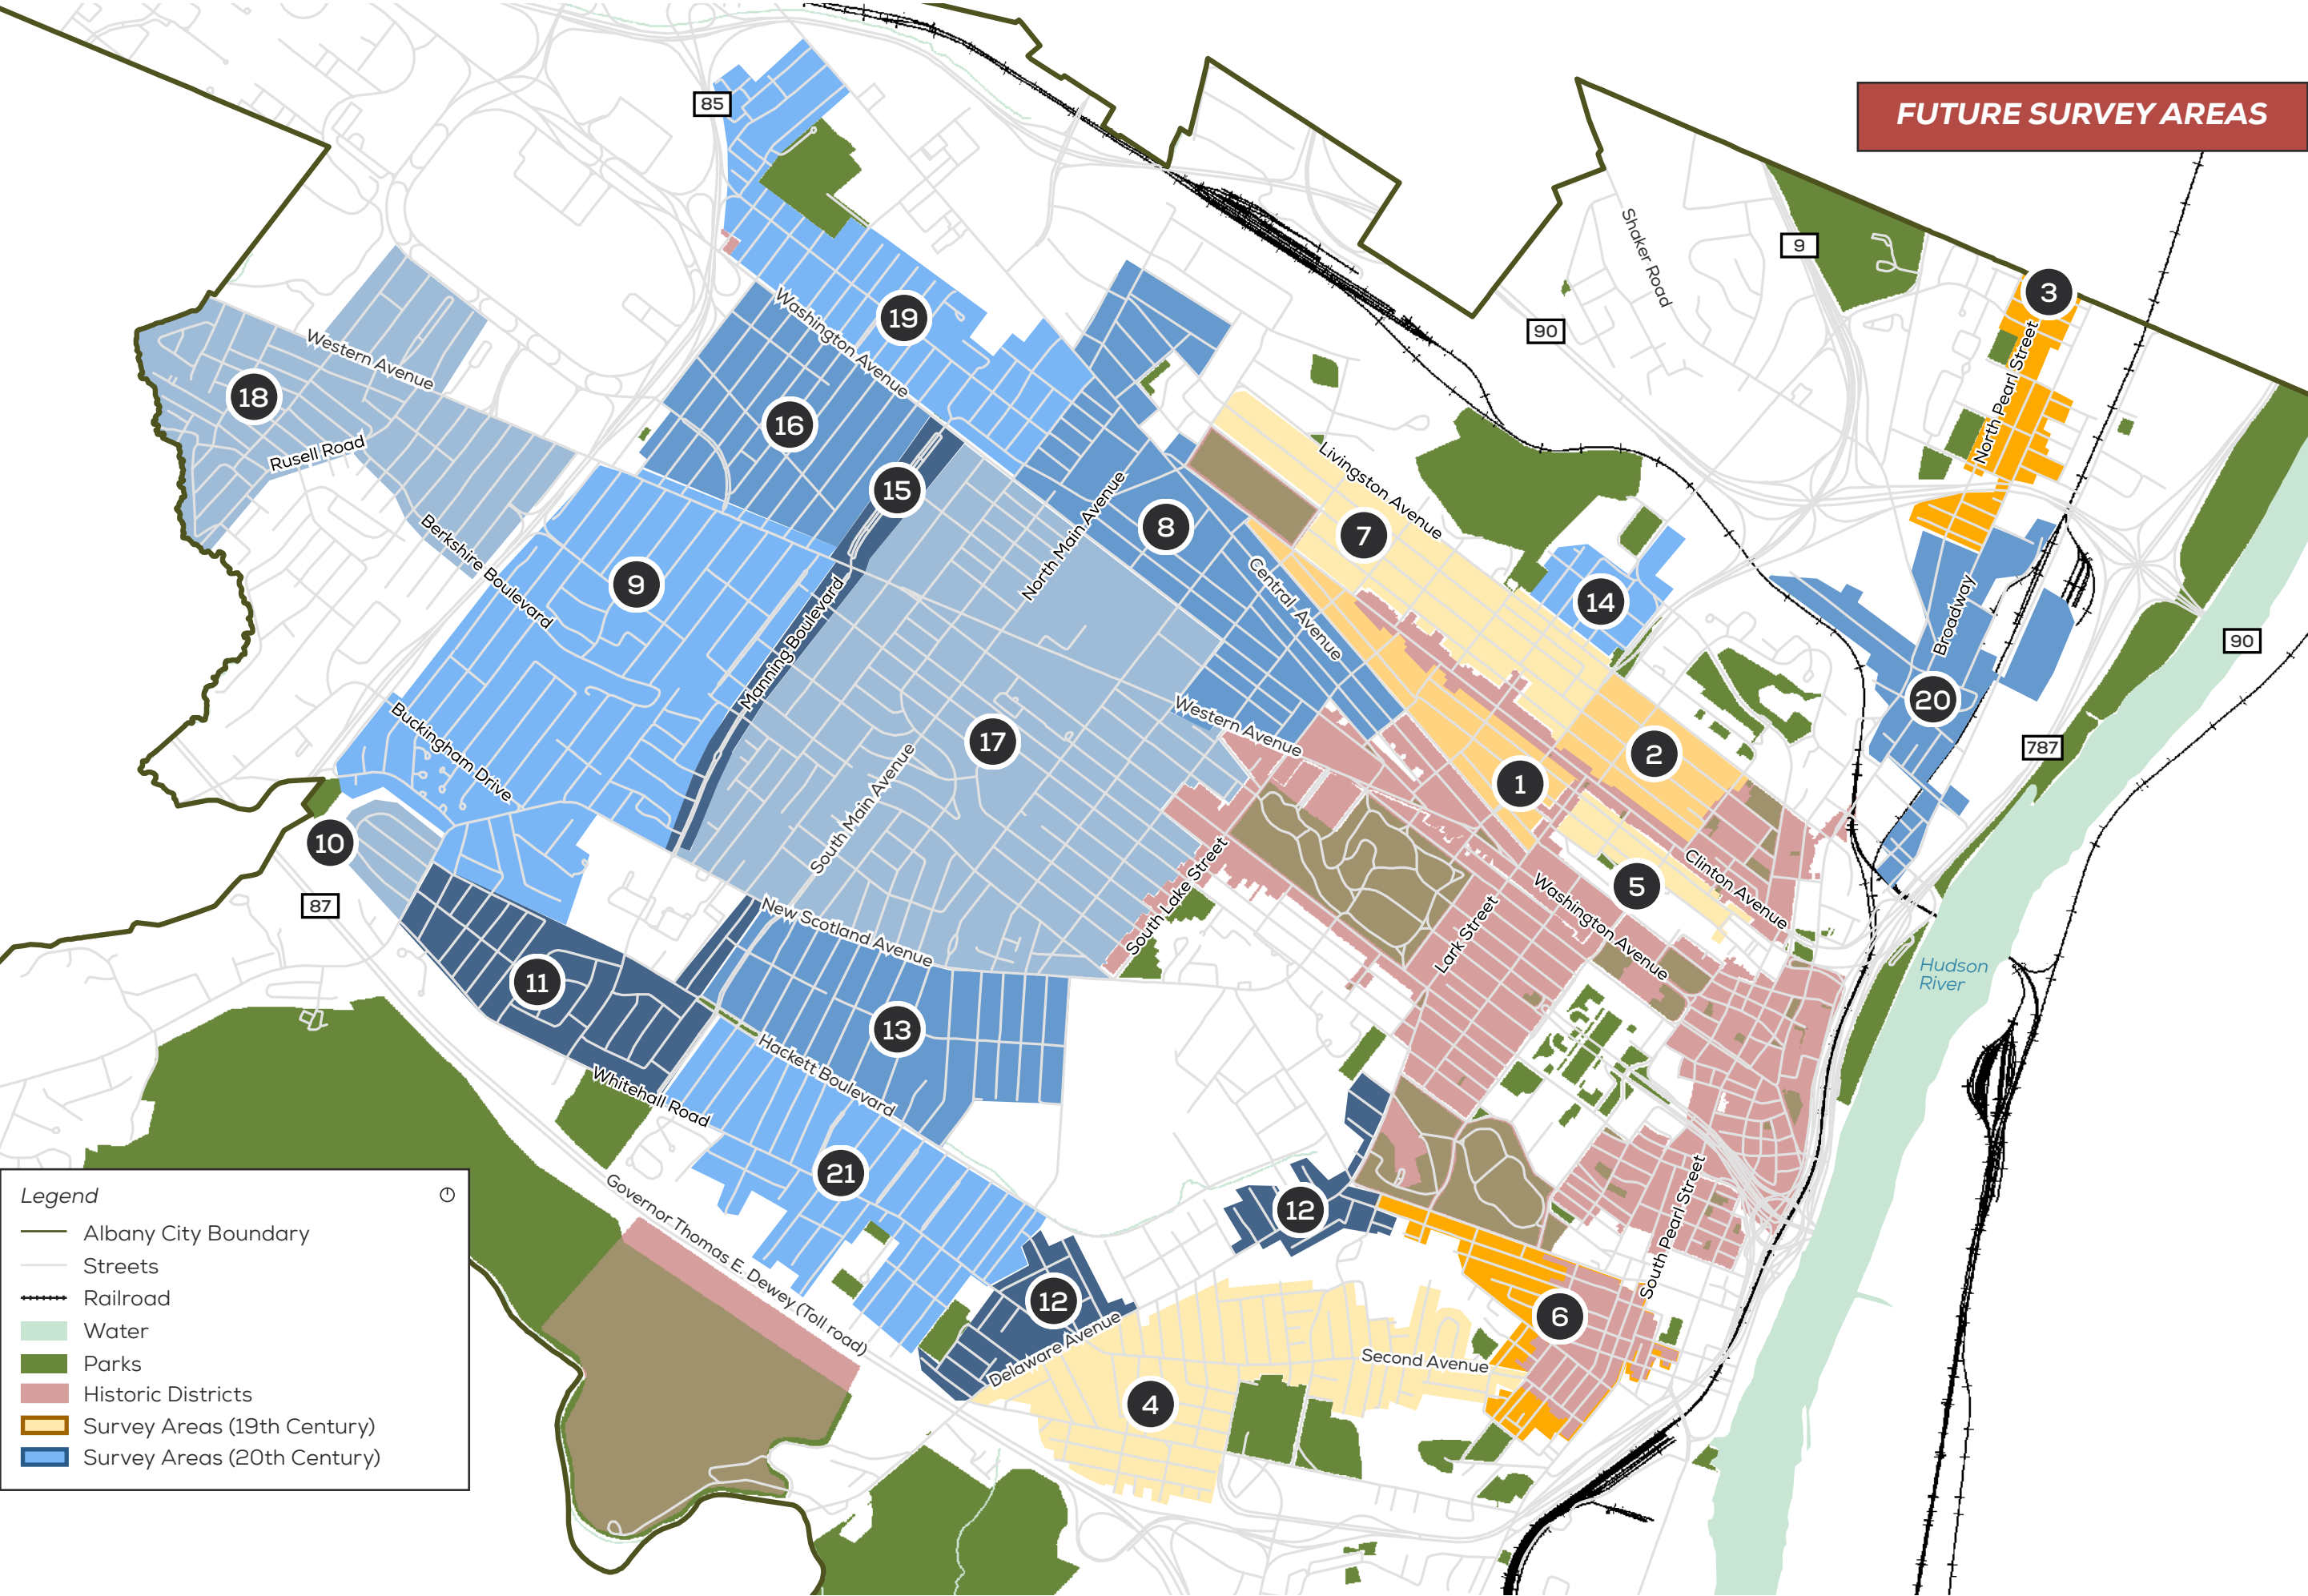 FUTURE SURVEY AREAS
85
9
3
Shaker Road
90
19
Washington Avenue
Western Avenue
18
Rusell Road
16
15
North Main Avenue
8
Livingston Avenue
7
North Pearl Street
Central Avenue
14
Berkshire Boulevard
9
Manning Boulevard
Broadway
90
20
787
Buckingham Drive
17
Western Avenue
2
1
South Main Avenue
10
87
South Lake Street
5
Clinton Avenue
Washington Avenue
Lark Street
New Scotland Avenue
Hudson
River
11
13
Hackett Boulevard
Whitehall Road
21
Governor Thomas E. Dewey (Toll road)
12
South Pearl Street
12
Delaware Avenue
6
Second Avenue
4
Legend
Albany City Boundary
Streets
Railroad
Water
Parks
Historic Districts
Survey Areas (19th Century)
Survey Areas (20th Century)